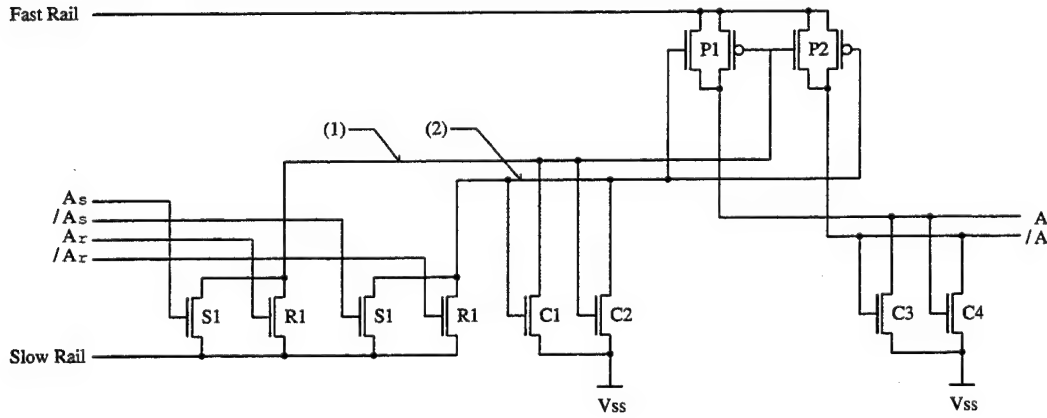 Fast Rail
P1
P2
(1)
(2)
As
/As
Ar
/Ar
A
/A
S1
R1
S1
R1
C1
C2
C3
C4
Slow Rail
Vss
Vss